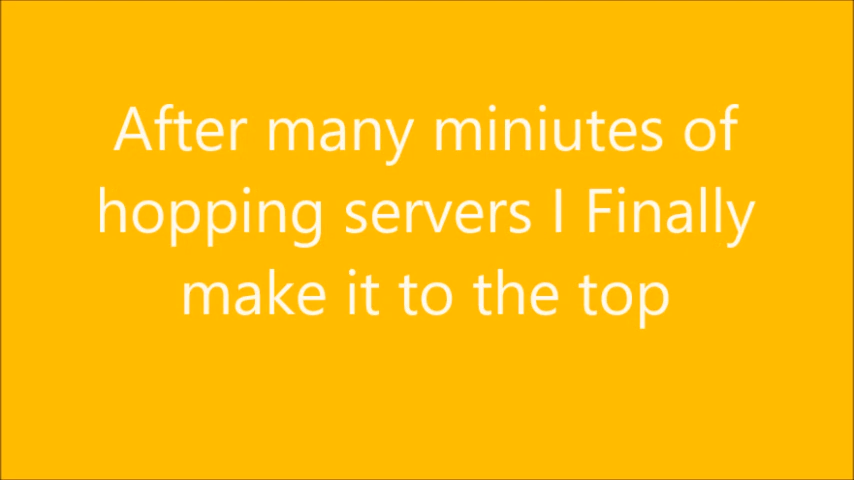 After many miniutes of
hopping servers I Finally
make it to the top